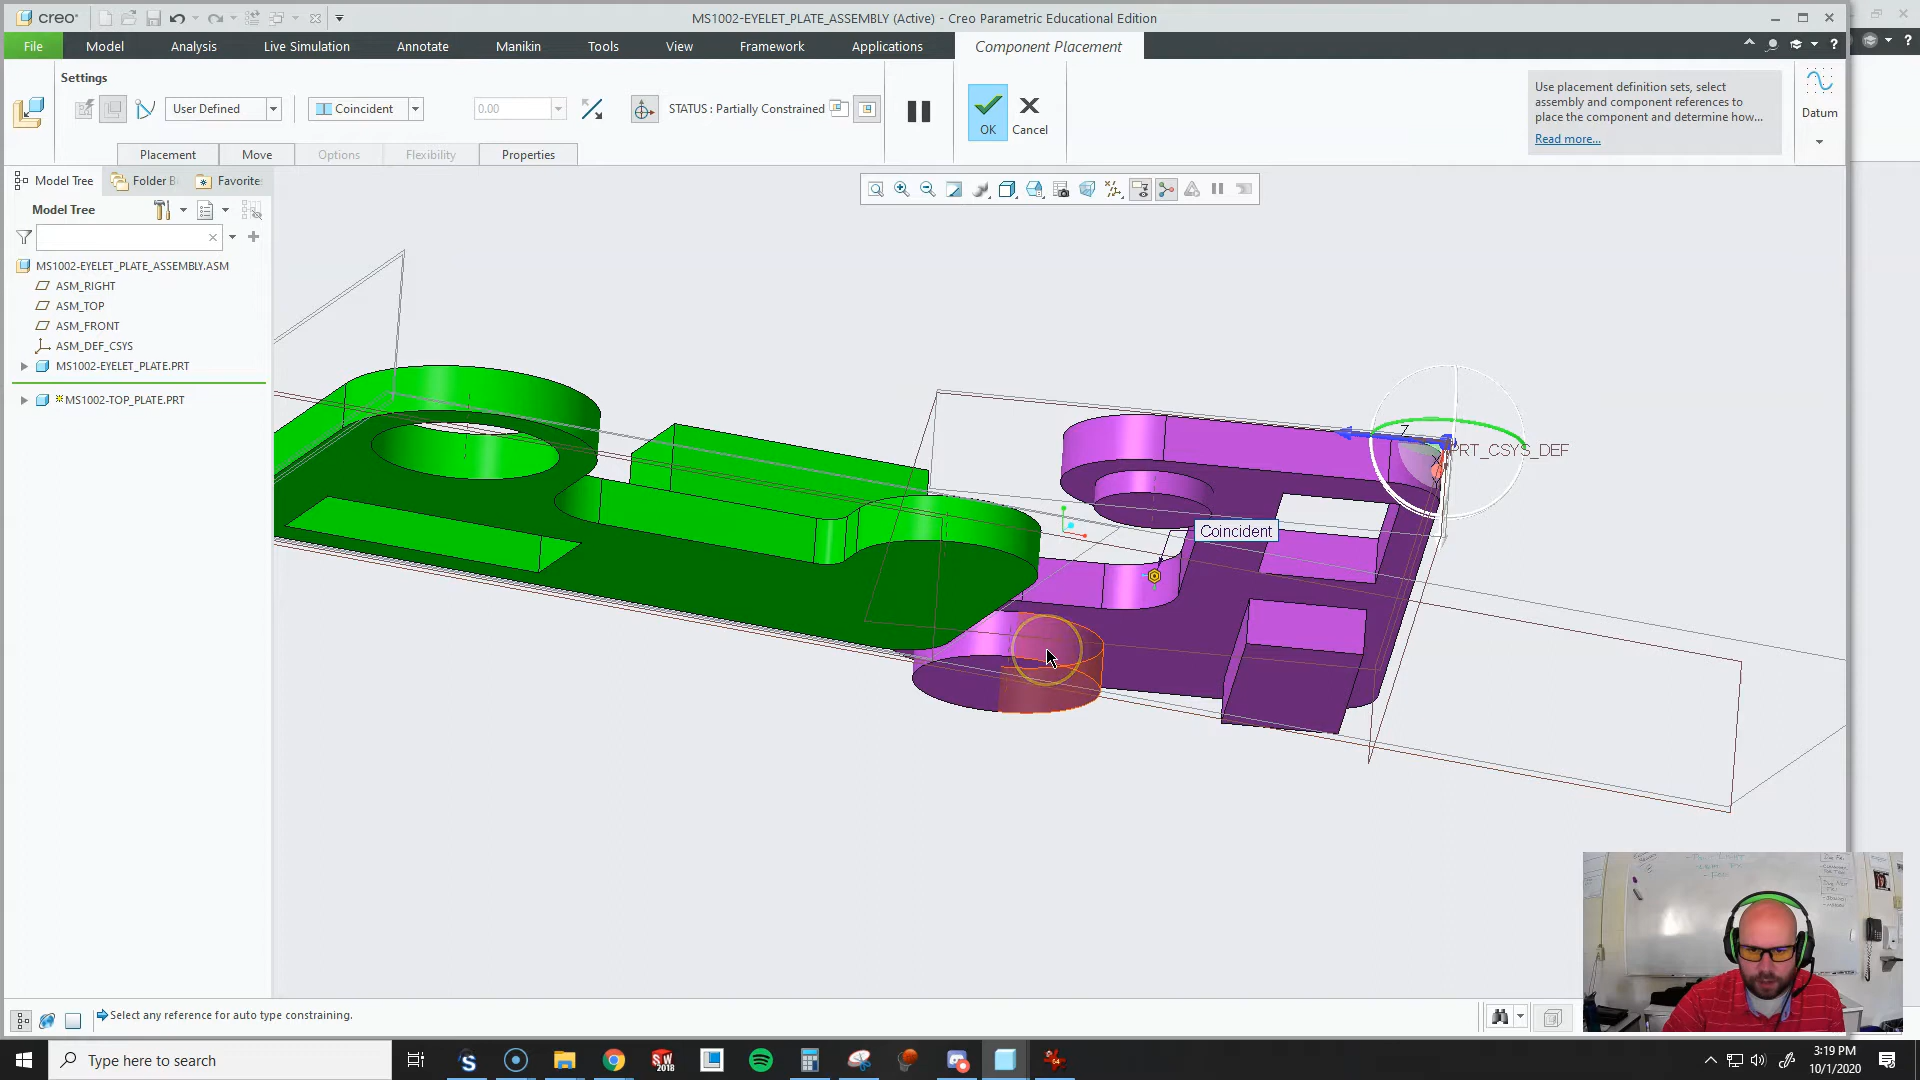 creo
MS1002-EYELET_PLATE_ASSEMBLY (Active) - Creo Parametric Educational Edition
File
Model
Analysis
Live Simulation
Annotate
Manikin
Tools
View
Framework
Applications
Component Placement
Settings
User Defined
Coincident
0.00
STATUS : Partially Constrained
OK
Cancel
Use placement definition sets, select
assembly and component references to
place the component and determine how...
Read more...
Datum
Placement
Move
Options
Flexibility
Properties
Model Tree
Folder B
Favorite
Model Tree
MS1002-EYELET_PLATE_ASSEMBLY.ASM
ASM_RIGHT
ASM_TOP
ASM_FRONT
ASM_DEF_CSYS
MS1002-EYELET_PLATE.PRT
MS1002-TOP_PLATE.PRT
Z
X
PRT_CSYS_DEF
Coincident
Select any reference for auto type constraining.
Type here to search
3:19 PM
10/1/2020